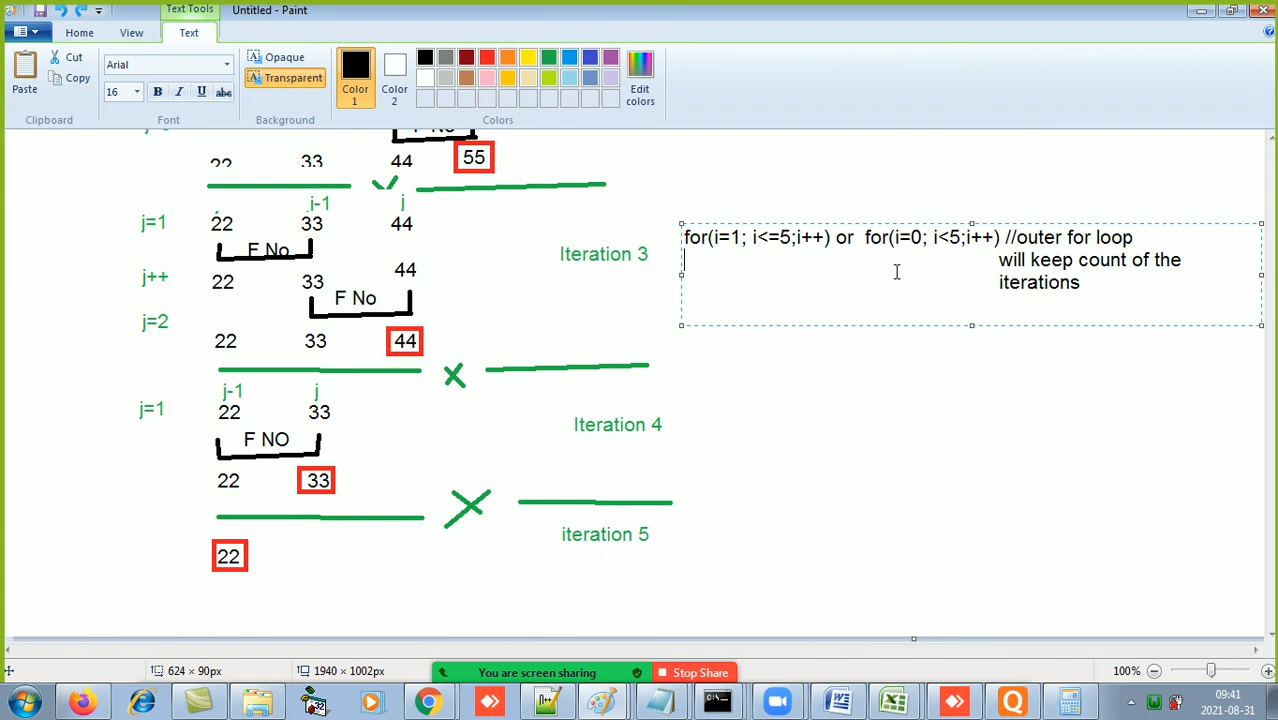 Text Tools
Untitled - Paint
Home View Text
Paste
Cut
Copy
Arial
16 B I U abc
Opaque
Transparent
Color 1
Color 2
Edit colors
Clipboard Font Background Colors
F No
22 33 44 55
j-1 j
j=1 22 33 44
F No
Iteration 3
j++ 22 33 44
F No
j=2
22 33 44
j-1 j
j=1 22 33
F NO
Iteration 4
22 33
iteration 5
22
for(i=1; i<=5;i++) or for(i=0; i<5;i++) //outer for loop
will keep count of the
iterations
624 × 90px
1940 × 1002px
You are screen sharing
Stop Share
100%
09:41
2021-08-31